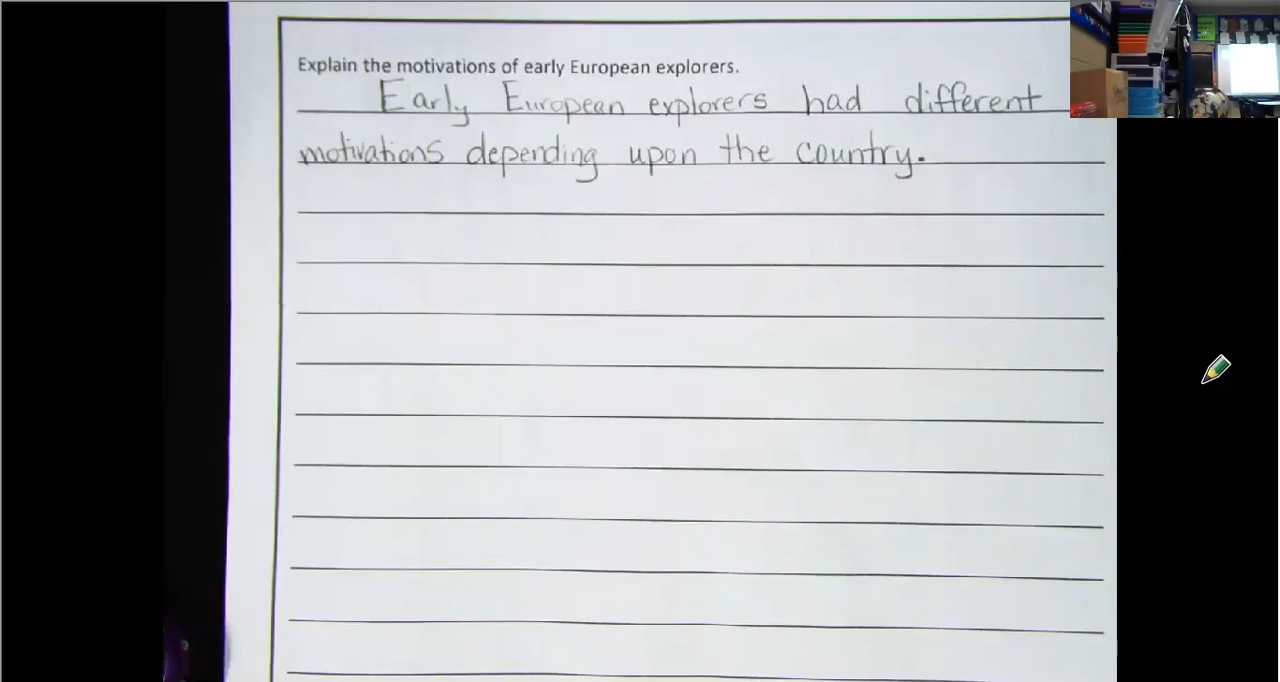 Explain the motivations of early European explorers.
Early European explorers had different
motivations depending upon the country.